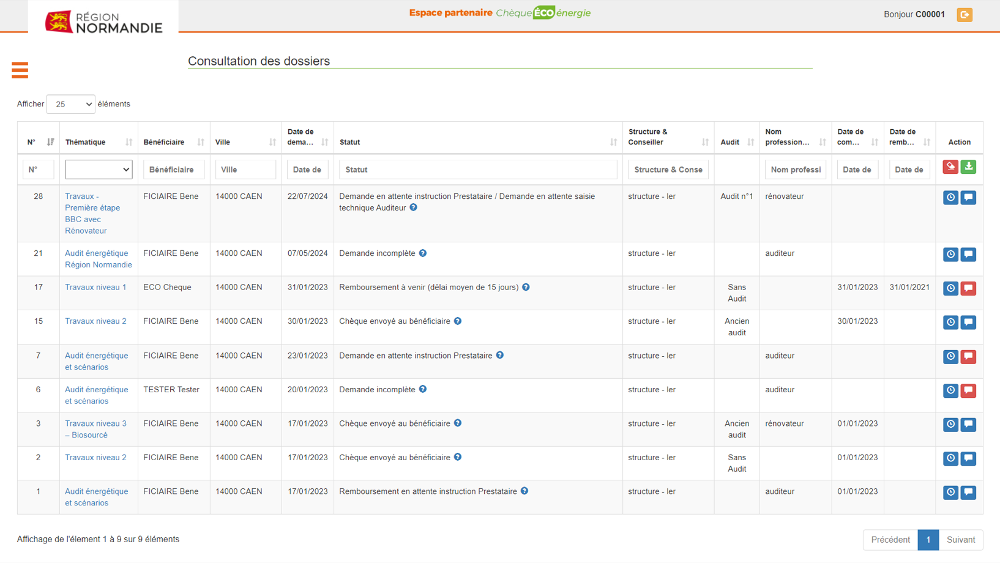 RÉGION
NORMANDIE
Espace partenaire Chèque ÉCO énergie
Bonjour C00001
Consultation des dossiers
Afficher 25 éléments
N° Thématique Bénéficiaire Ville Date de dema... Statut Structure & Conseiller Audit Nom profession... Date de com... Date de remb... Action
N° Bénéficiaire Ville Date de Statut Structure & Conse Nom professi Date de Date de
28 Travaux - Première étape BBC avec Rénovateur FICIAIRE Bene 14000 CAEN 22/07/2024 Demande en attente instruction Prestataire / Demande en attente saisie technique Auditeur structure - ler Audit n°1 rénovateur
21 Audit énergétique Région Normandie FICIAIRE Bene 14000 CAEN 07/05/2024 Demande incomplète structure - ler auditeur
17 Travaux niveau 1 ECO Cheque 14000 CAEN 31/01/2023 Remboursement à venir (délai moyen de 15 jours) structure - ler Sans Audit 31/01/2023 31/01/2021
15 Travaux niveau 2 FICIAIRE Bene 14000 CAEN 30/01/2023 Chèque envoyé au bénéficiaire structure - ler Ancien audit 30/01/2023
7 Audit énergétique et scénarios FICIAIRE Bene 14000 CAEN 23/01/2023 Demande en attente instruction Prestataire structure - ler auditeur
6 Audit énergétique et scénarios TESTER Tester 14000 CAEN 20/01/2023 Demande incomplète structure - ler auditeur
3 Travaux niveau 3 – Biosourcé FICIAIRE Bene 14000 CAEN 17/01/2023 Chèque envoyé au bénéficiaire structure - ler Ancien audit rénovateur 01/01/2023
2 Travaux niveau 2 FICIAIRE Bene 14000 CAEN 17/01/2023 Chèque envoyé au bénéficiaire structure - ler Sans Audit 01/01/2023
1 Audit énergétique et scénarios FICIAIRE Bene 14000 CAEN 17/01/2023 Remboursement en attente instruction Prestataire structure - ler auditeur 01/01/2023
Affichage de l'élement 1 à 9 sur 9 éléments
Précédent 1 Suivant